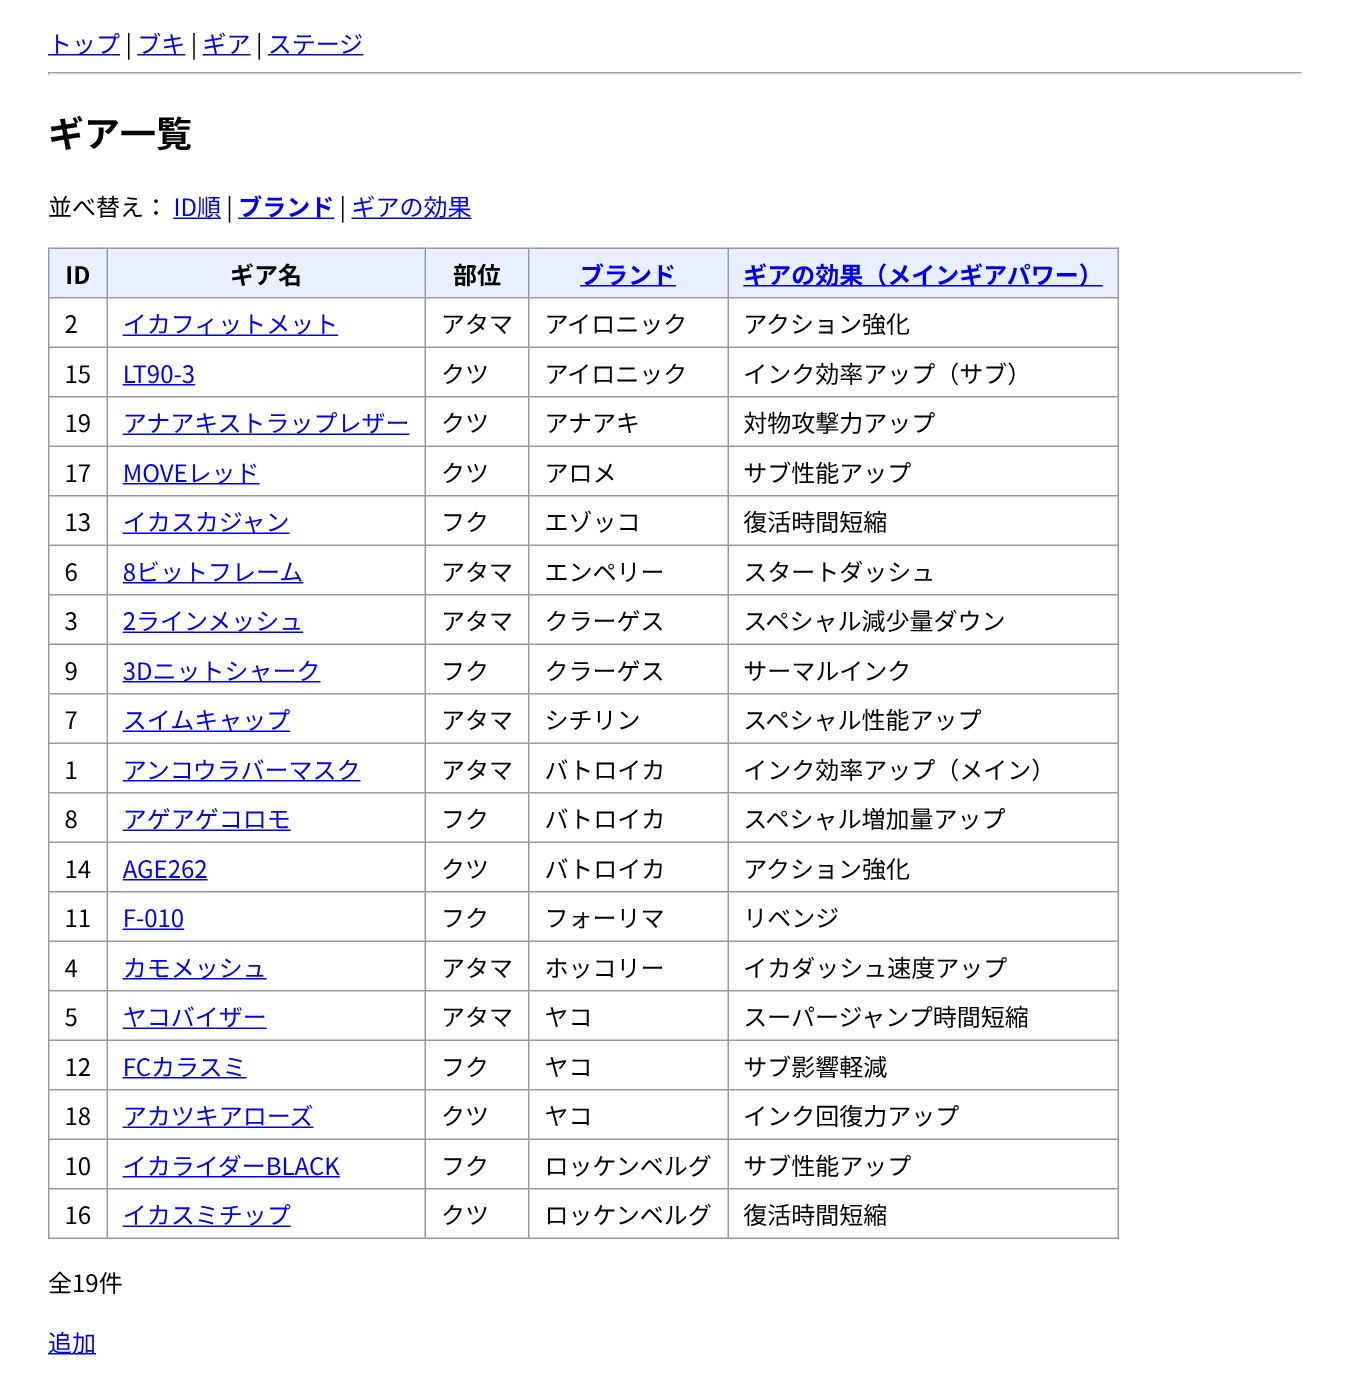 トップ | ブキ | ギア | ステージ
ギア一覧
並べ替え： ID順 | ブランド | ギアの効果
ID ギア名 部位 ブランド ギアの効果（メインギアパワー）
2 イカフィットメット アタマ アイロニック アクション強化
15 LT90-3 クツ アイロニック インク効率アップ（サブ）
19 アナアキストラップレザー クツ アナアキ 対物攻撃力アップ
17 MOVEレッド クツ アロメ サブ性能アップ
13 イカスカジャン フク エゾッコ 復活時間短縮
6 8ビットフレーム アタマ エンペリー スタートダッシュ
3 2ラインメッシュ アタマ クラーゲス スペシャル減少量ダウン
9 3Dニットシャーク フク クラーゲス サーマルインク
7 スイムキャップ アタマ シチリン スペシャル性能アップ
1 アンコウラバーマスク アタマ バトロイカ インク効率アップ（メイン）
8 アゲアゲコロモ フク バトロイカ スペシャル増加量アップ
14 AGE262 クツ バトロイカ アクション強化
11 F-010 フク フォーリマ リベンジ
4 カモメッシュ アタマ ホッコリー イカダッシュ速度アップ
5 ヤコバイザー アタマ ヤコ スーパージャンプ時間短縮
12 FCカラスミ フク ヤコ サブ影響軽減
18 アカツキアローズ クツ ヤコ インク回復力アップ
10 イカライダーBLACK フク ロッケンベルグ サブ性能アップ
16 イカスミチップ クツ ロッケンベルグ 復活時間短縮
全19件
追加